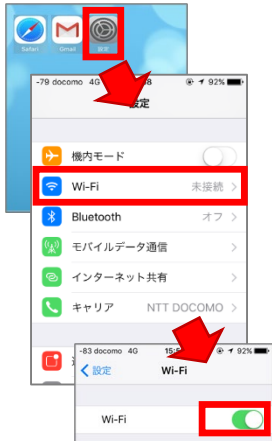 Safari
Gmail
設定
-79 docomo 4G
92%
設定
機内モード
Wi-Fi
未接続
Bluetooth
オフ
モバイルデータ通信
インターネット共有
キャリア
NTT DOCOMO
-83 docomo 4G
92%
設定
Wi-Fi
Wi-Fi